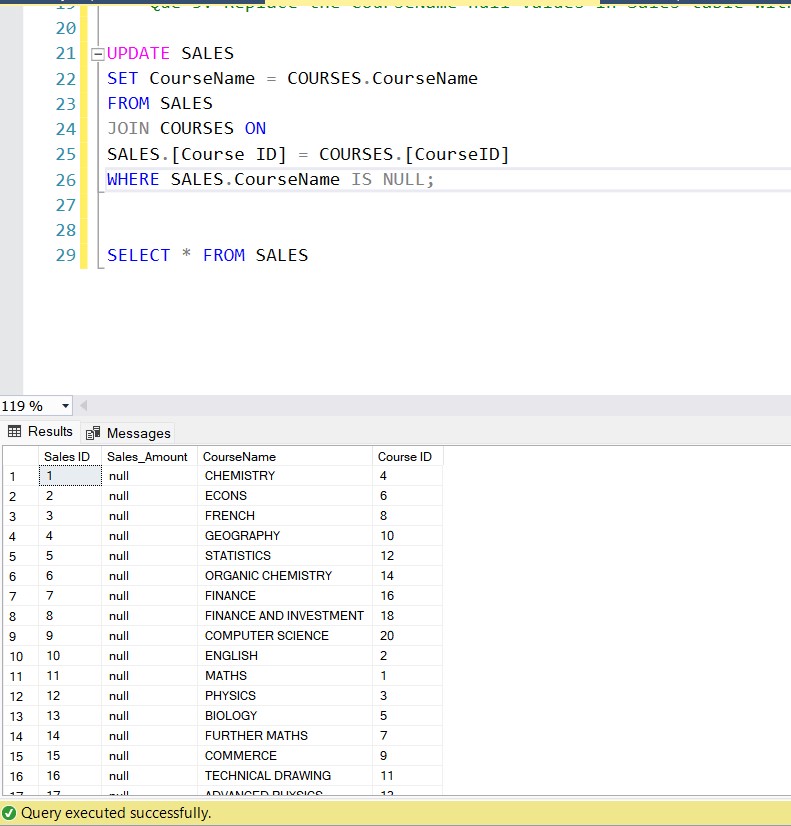 20
21 UPDATE SALES
22 SET CourseName = COURSES.CourseName
23 FROM SALES
24 JOIN COURSES ON
25 SALES.[Course ID] = COURSES.[CourseID]
26 WHERE SALES.CourseName IS NULL;
27
28
29 SELECT * FROM SALES
119 %
Results Messages
Sales ID Sales_Amount CourseName Course ID
1 1 null CHEMISTRY 4
2 2 null ECONS 6
3 3 null FRENCH 8
4 4 null GEOGRAPHY 10
5 5 null STATISTICS 12
6 6 null ORGANIC CHEMISTRY 14
7 7 null FINANCE 16
8 8 null FINANCE AND INVESTMENT 18
9 9 null COMPUTER SCIENCE 20
10 10 null ENGLISH 2
11 11 null MATHS 1
12 12 null PHYSICS 3
13 13 null BIOLOGY 5
14 14 null FURTHER MATHS 7
15 15 null COMMERCE 9
16 16 null TECHNICAL DRAWING 11
17 17 null ADVANCED PHYSICS 13
Query executed successfully.